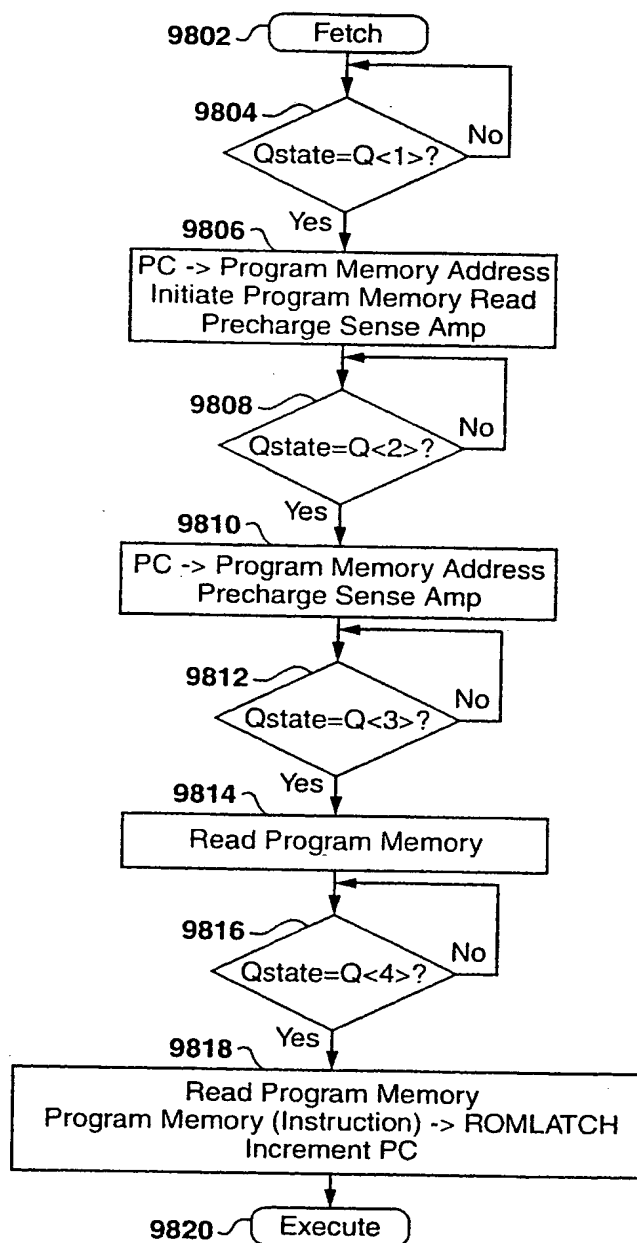 9802
Fetch
9804
Qstate=Q<1>?
No
Yes
9806
PC -> Program Memory Address
Initiate Program Memory Read
Precharge Sense Amp
9808
Qstate=Q<2>?
No
Yes
9810
PC -> Program Memory Address
Precharge Sense Amp
9812
Qstate=Q<3>?
No
Yes
9814
Read Program Memory
9816
Qstate=Q<4>?
No
Yes
9818
Read Program Memory
Program Memory (Instruction) -> ROMLATCH
Increment PC
9820
Execute